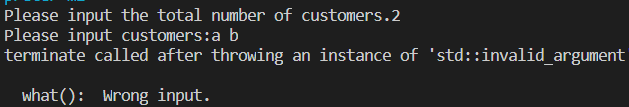 Please input the total number of customers.2
Please input customers:a b
terminate called after throwing an instance of 'std::invalid_argument
what():  Wrong input.